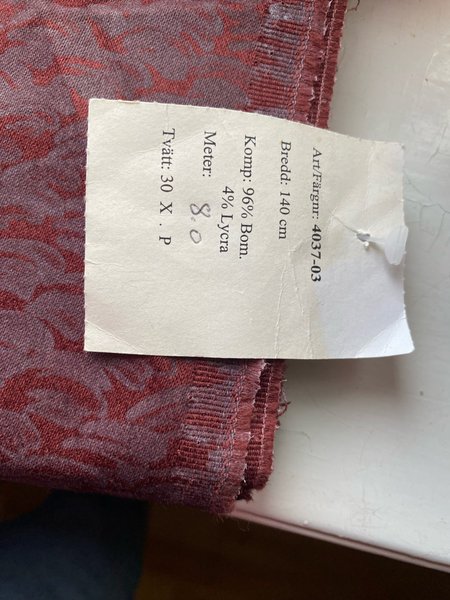 Art/Färgnr: 4037-03
Bredd: 140 cm
Komp: 96% Bom.
4% Lycra
Meter: 8.0
Tvätt: 30 X . P